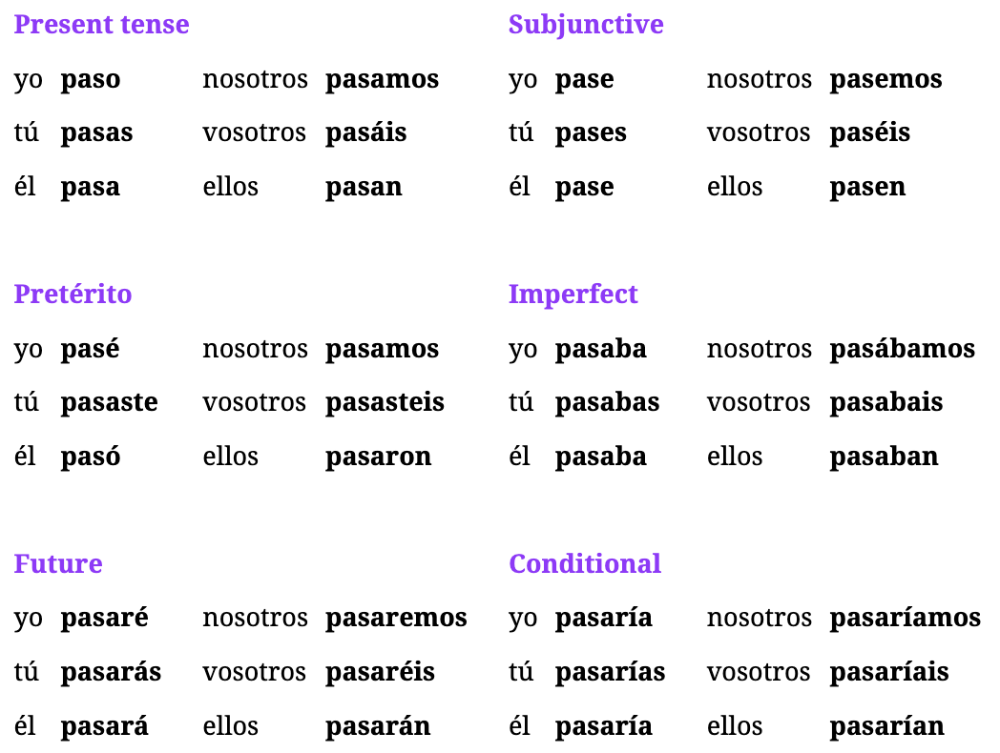 Present tense
yo paso nosotros pasamos
tú pasas vosotros pasáis
él pasa ellos pasan
Subjunctive
yo pase nosotros pasemos
tú pases vosotros paséis
él pase ellos pasen
Pretérito
yo pasé nosotros pasamos
tú pasaste vosotros pasasteis
él pasó ellos pasaron
Imperfect
yo pasaba nosotros pasábamos
tú pasabas vosotros pasabais
él pasaba ellos pasaban
Future
yo pasaré nosotros pasaremos
tú pasarás vosotros pasaréis
él pasará ellos pasarán
Conditional
yo pasaría nosotros pasaríamos
tú pasarías vosotros pasaríais
él pasaría ellos pasarían